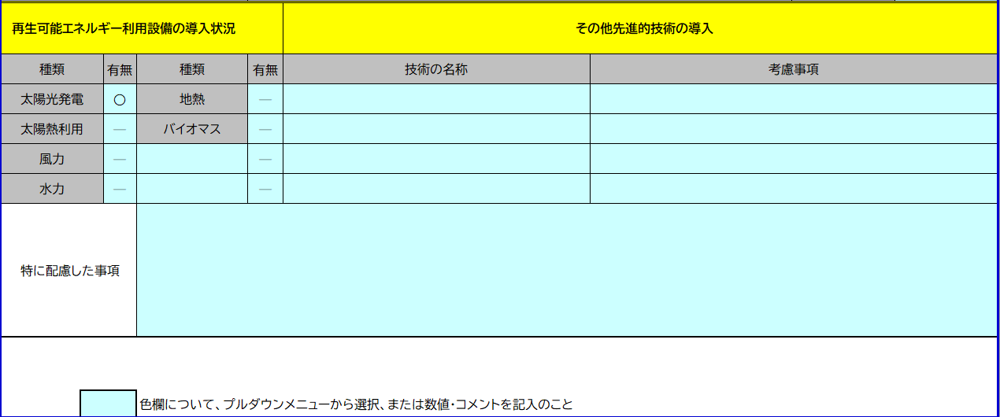 再生可能エネルギー利用設備の導入状況 その他先進的技術の導入
種類 有無 種類 有無 技術の名称 考慮事項
太陽光発電 ○ 地熱 ―
太陽熱利用 ― バイオマス ―
風力 ― ―
水力 ― ―
特に配慮した事項
色欄について、プルダウンメニューから選択、または数値・コメントを記入のこと